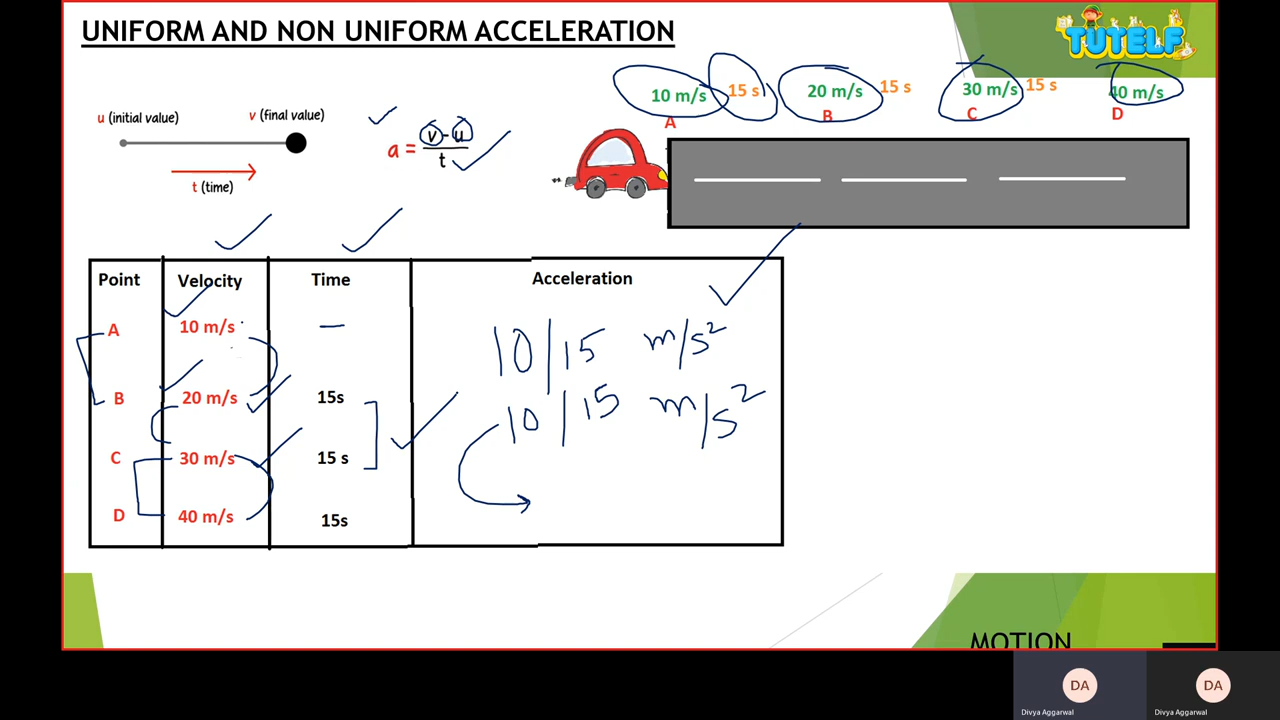 UNIFORM AND NON UNIFORM ACCELERATION
TUTELF
u (initial value)
v (final value)
t (time)
a = v-u
t
10 m/s 15 s 20 m/s 15 s 30 m/s 15 s 40 m/s
A B C D
Point Velocity Time Acceleration
A 10 m/s — 10/15 m/s²
B 20 m/s 15s 10/15 m/s²
C 30 m/s 15 s
D 40 m/s 15s
MOTION
DA
Divya Aggarwal
DA
Divya Aggarwal